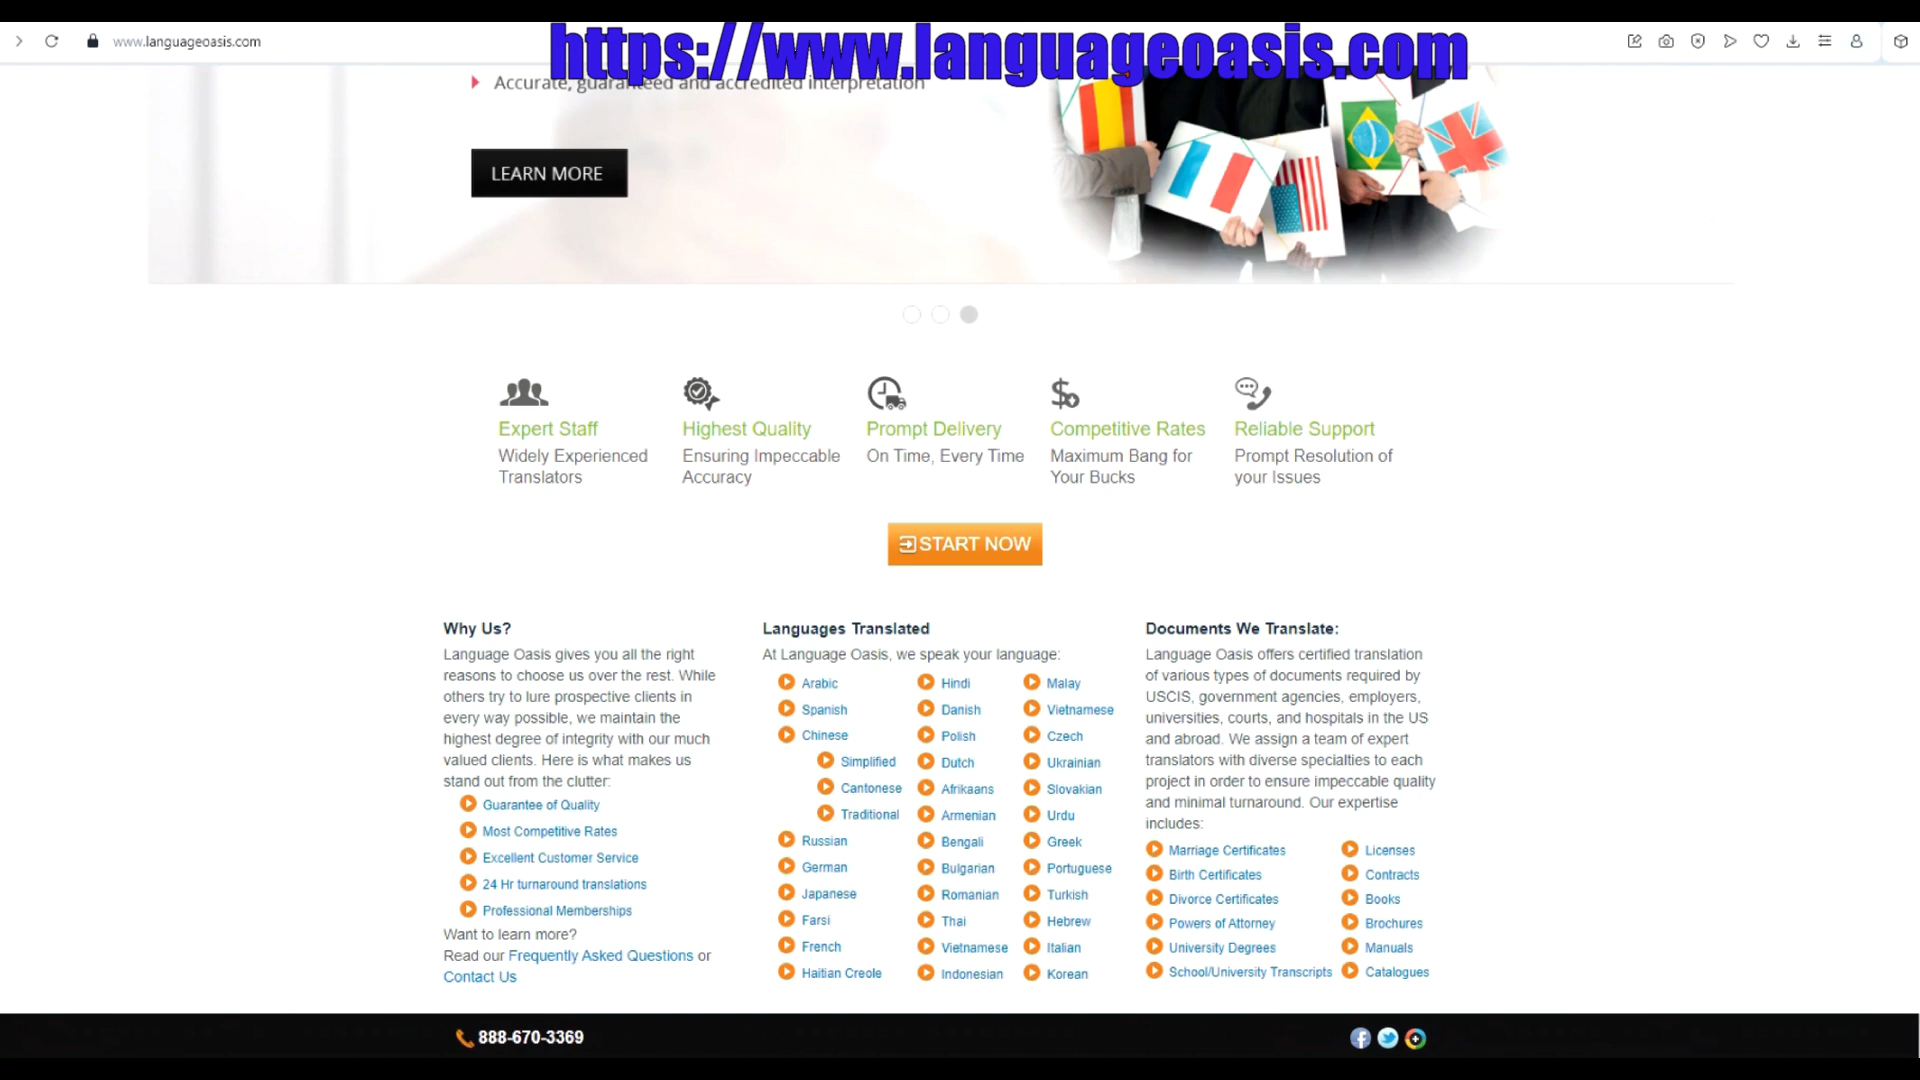 www.languageoasis.com
https://www.languageoasis.com
Accurate, guaranteed and accredited interpretation
LEARN MORE
Expert Staff
Widely Experienced
Translators
Highest Quality
Ensuring Impeccable
Accuracy
Prompt Delivery
On Time, Every Time
Competitive Rates
Maximum Bang for
Your Bucks
Reliable Support
Prompt Resolution of
your Issues
START NOW
Why Us?
Language Oasis gives you all the right
reasons to choose us over the rest. While
others try to lure prospective clients in
every way possible, we maintain the
highest degree of integrity with our much
valued clients. Here is what makes us
stand out from the clutter:
Guarantee of Quality
Most Competitive Rates
Excellent Customer Service
24 Hr turnaround translations
Professional Memberships
Want to learn more?
Read our Frequently Asked Questions or
Contact Us
Languages Translated
At Language Oasis, we speak your language:
Arabic
Spanish
Chinese
Simplified
Cantonese
Traditional
Russian
German
Japanese
Farsi
French
Haitian Creole
Hindi
Danish
Polish
Dutch
Afrikaans
Armenian
Bengali
Bulgarian
Romanian
Thai
Vietnamese
Indonesian
Malay
Vietnamese
Czech
Ukrainian
Slovakian
Urdu
Greek
Portuguese
Turkish
Hebrew
Italian
Korean
Documents We Translate:
Language Oasis offers certified translation
of various types of documents required by
USCIS, government agencies, employers,
universities, courts, and hospitals in the US
and abroad. We assign a team of expert
translators with diverse specialties to each
project in order to ensure impeccable quality
and minimal turnaround. Our expertise
includes:
Marriage Certificates
Birth Certificates
Divorce Certificates
Powers of Attorney
University Degrees
School/University Transcripts
Licenses
Contracts
Books
Brochures
Manuals
Catalogues
888-670-3369